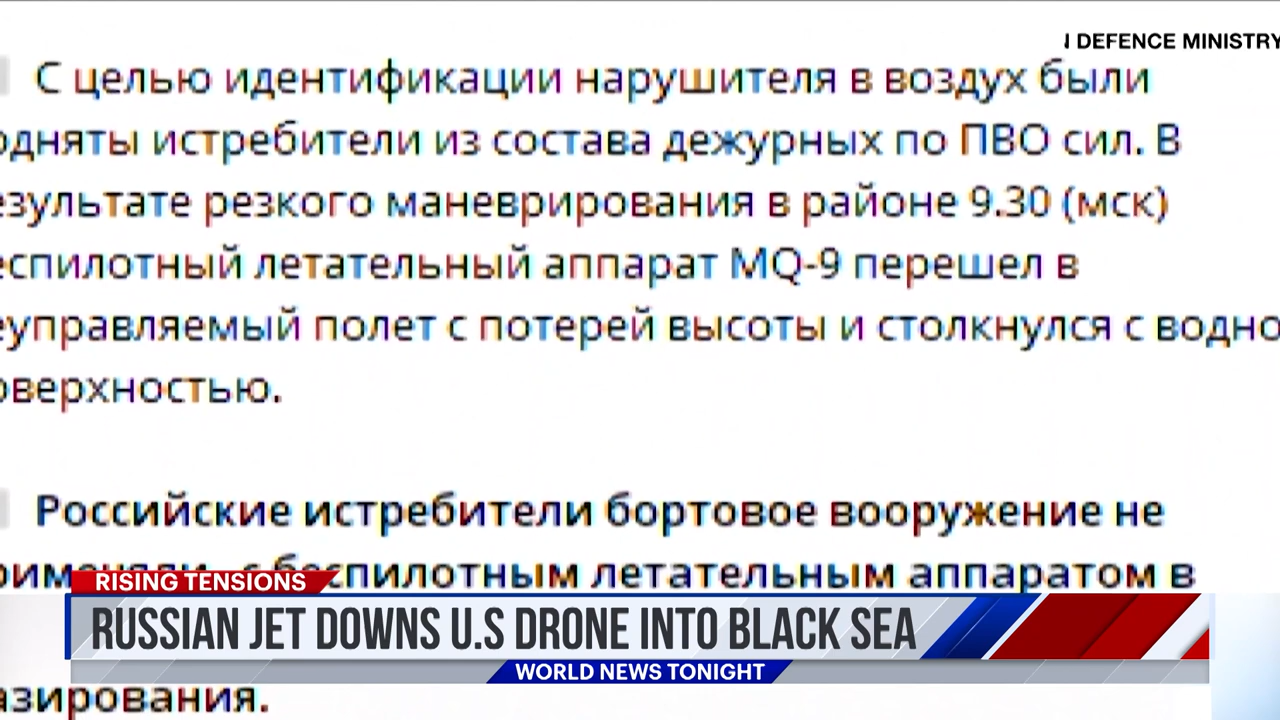 I DEFENCE MINISTRY
С целью идентификации нарушителя в воздух были
одняты истребители из состава дежурных по ПВО сил. В
езультате резкого маневрирования в районе 9.30 (мск)
еспилотный летательный аппарат MQ-9 перешел в
еуправляемый полет с потерей высоты и столкнулся с водно
оверхностью.
Российские истребители бортовое вооружение не
рименяли, с беспилотным летательным аппаратом в
RISING TENSIONS
RUSSIAN JET DOWNS U.S DRONE INTO BLACK SEA
WORLD NEWS TONIGHT
азирования.